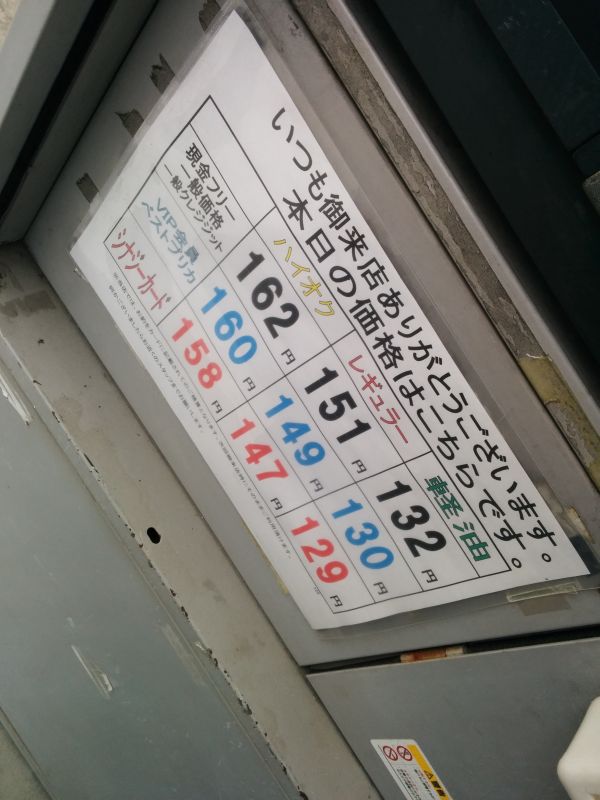 いつも御来店ありがとうございます。
本日の価格はこちらです。
ハイオク レギュラー 軽油
現金フリー
一般価格
一般クレジット
162円 151円 132円
VIP会員
ベストプリカ
160円 149円 130円
シナジーカード
158円 147円 129円